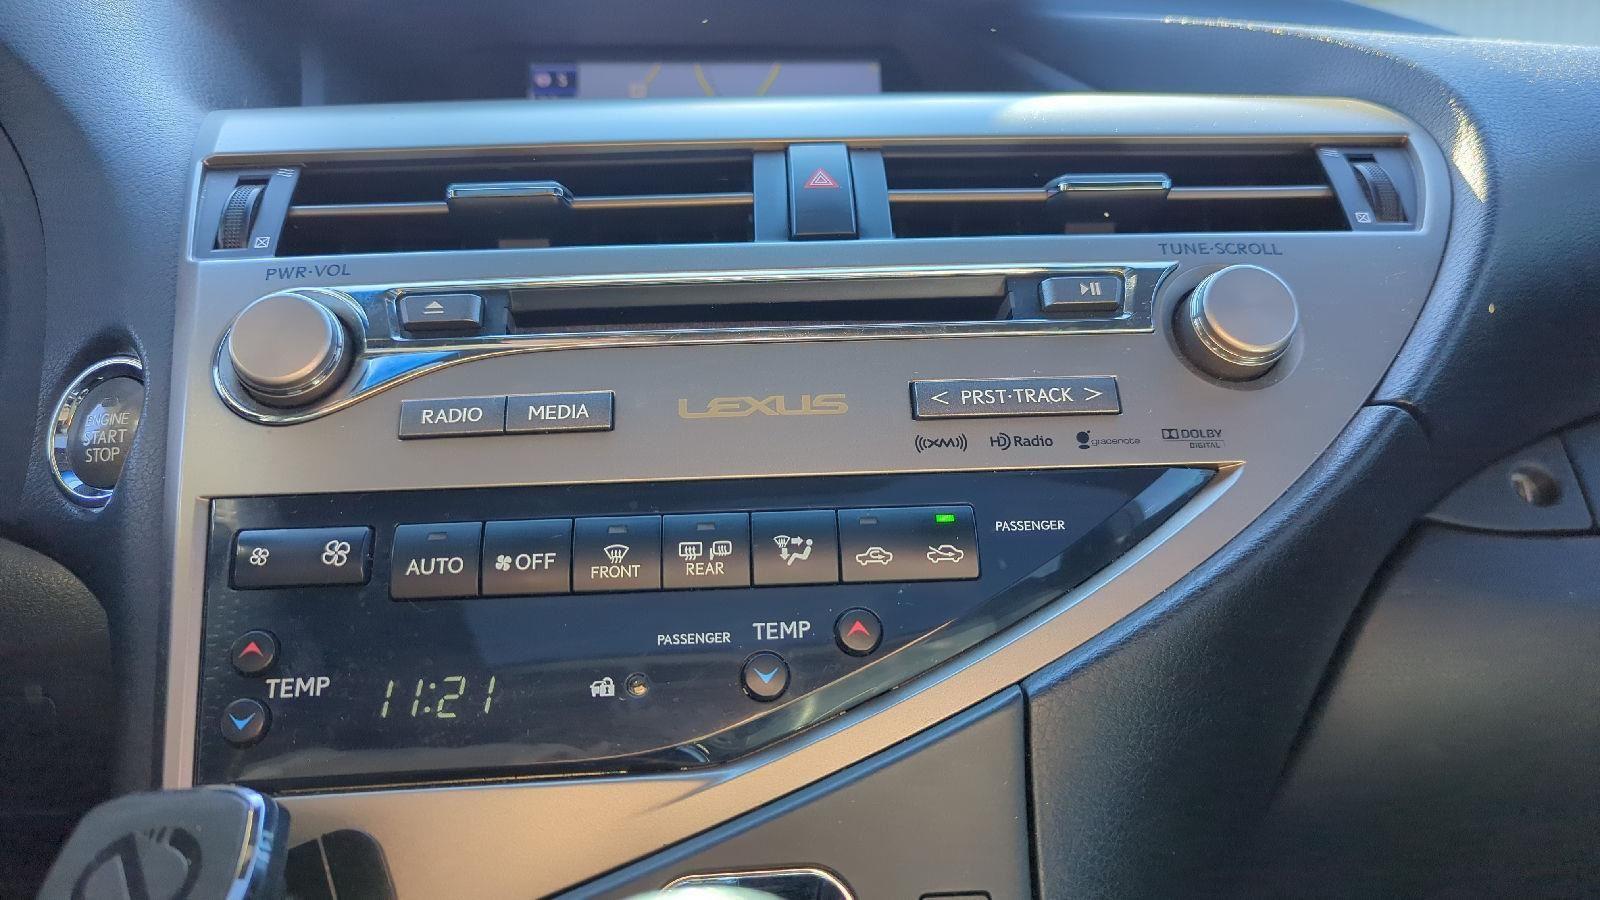 PWR·VOL
TUNE·SCROLL
ENGINE
START
STOP
RADIO
MEDIA
LEXUS
< PRST·TRACK >
((XM))
HD Radio
gracenote
DOLBY
DIGITAL
AUTO
OFF
FRONT
REAR
PASSENGER
PASSENGER
TEMP
TEMP
11:21